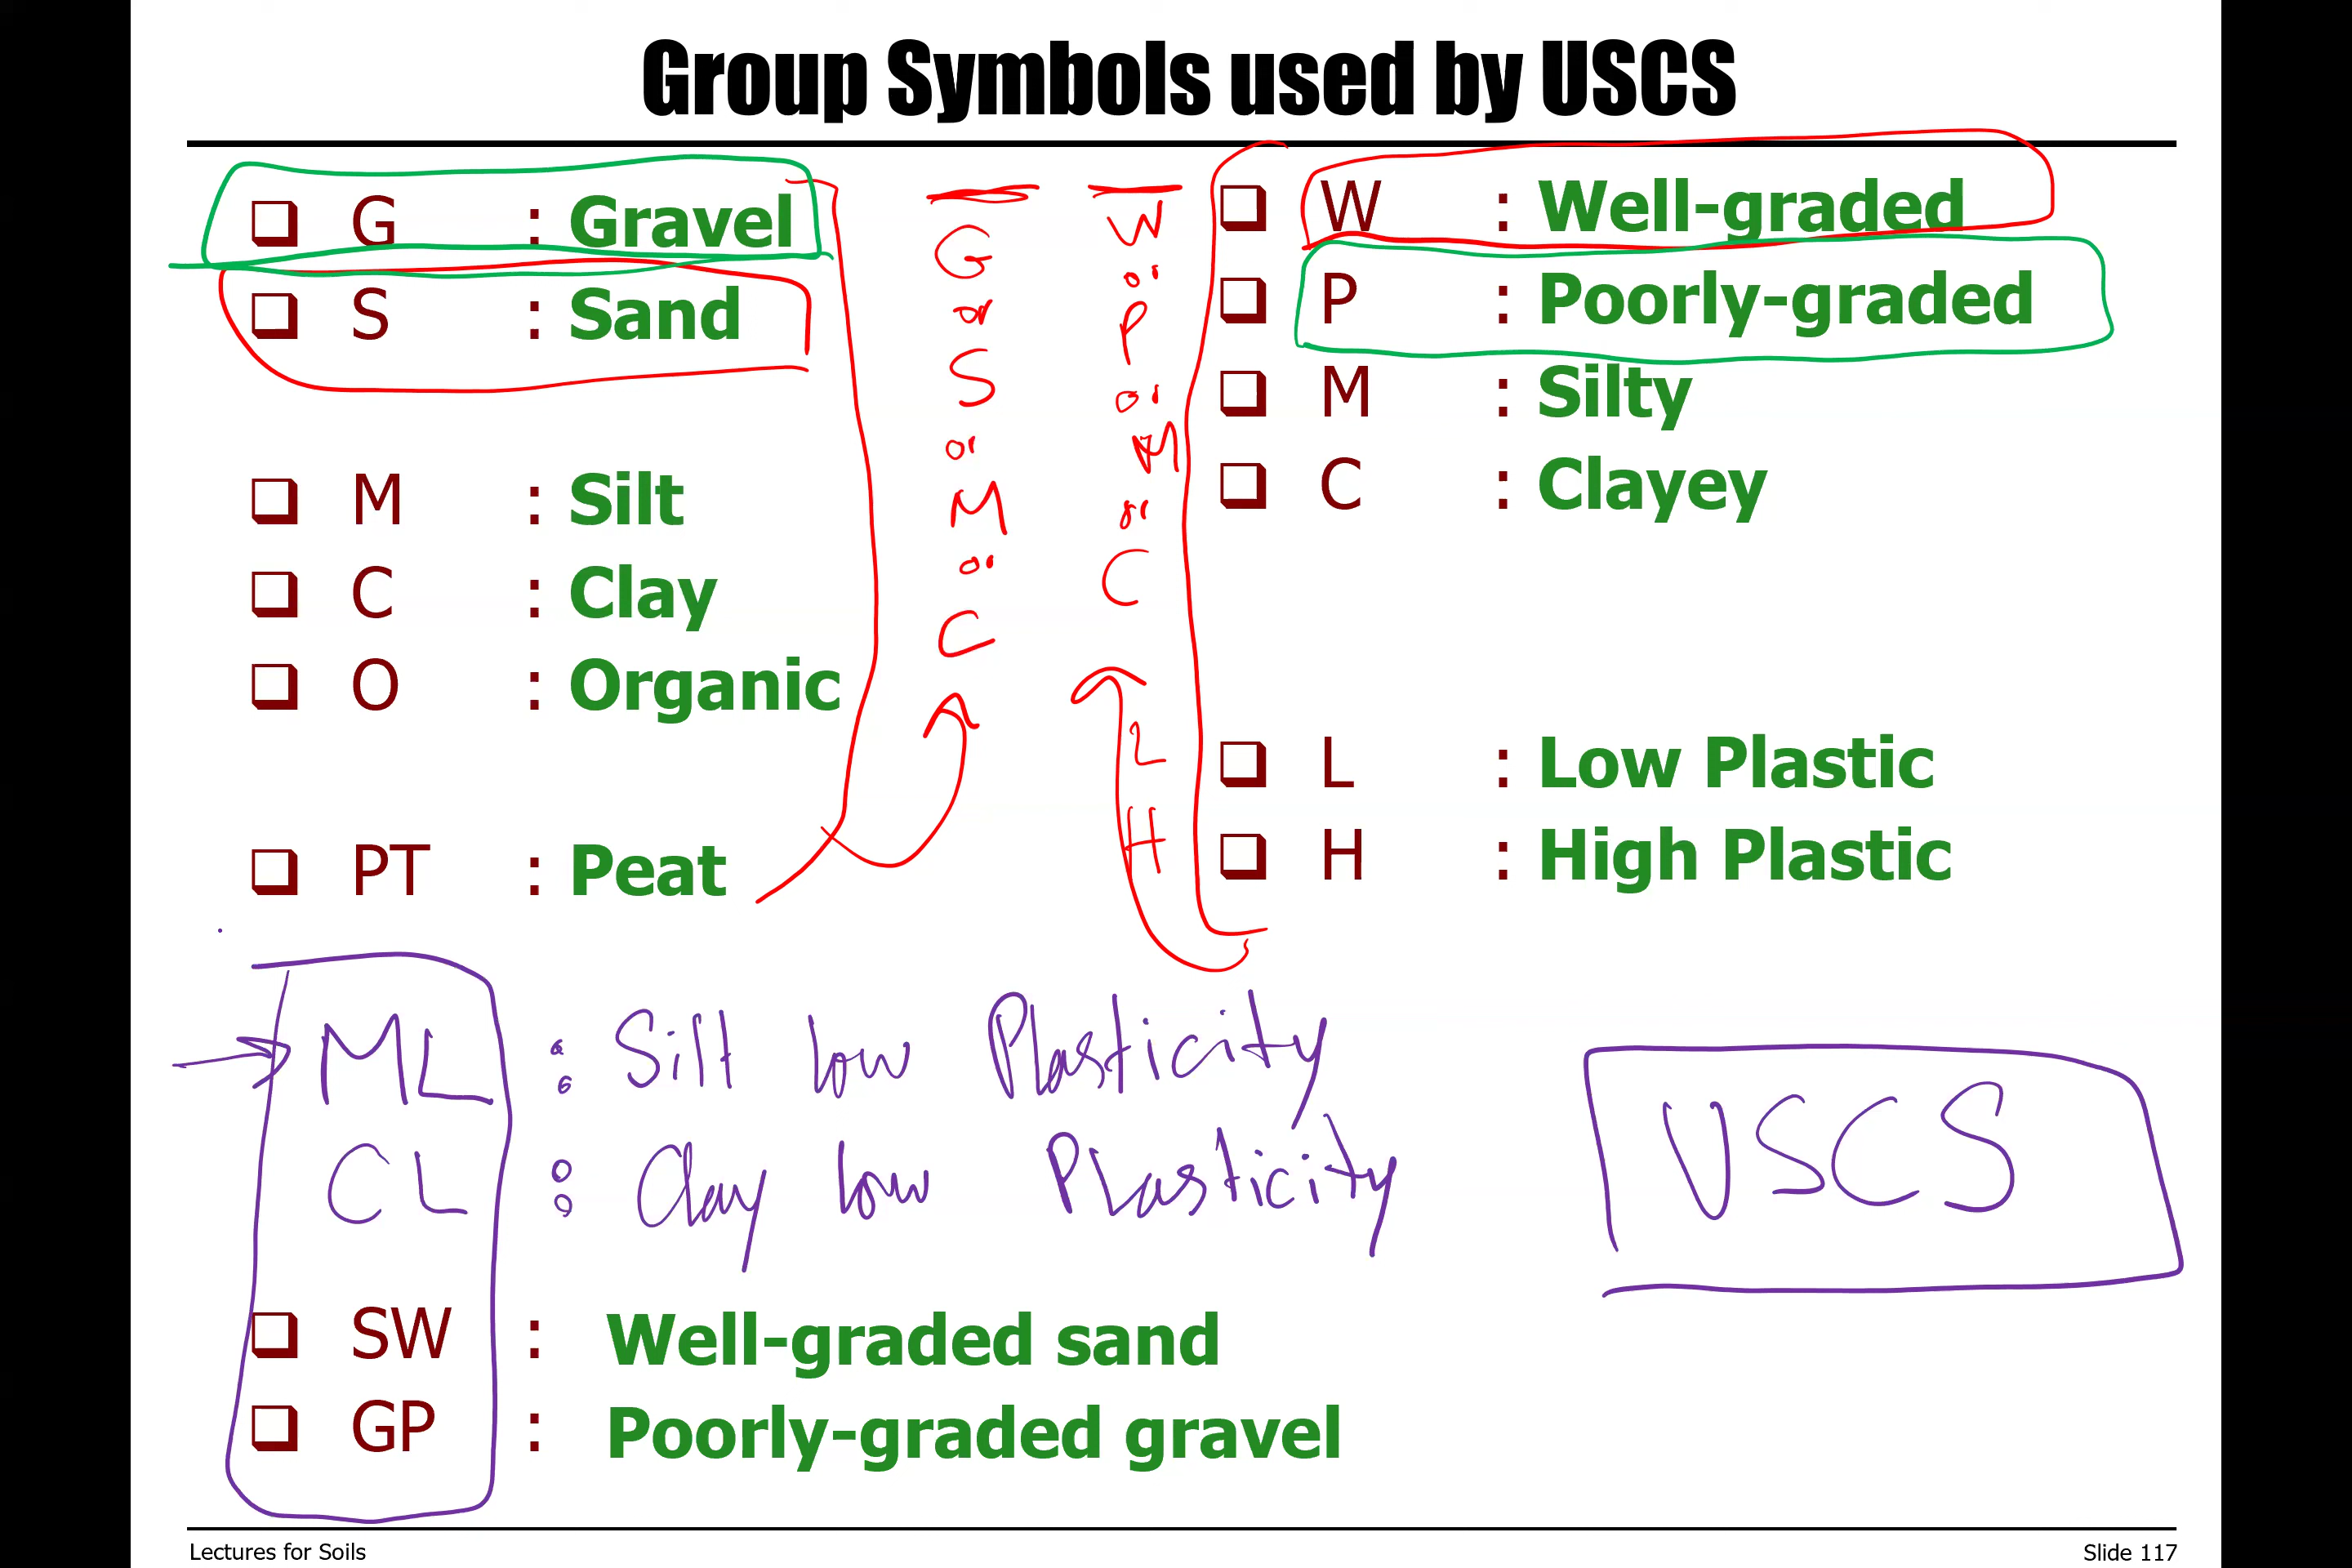 Group Symbols used by USCS
❑ G : Gravel
❑ S : Sand
❑ M : Silt
❑ C : Clay
❑ O : Organic
❑ PT : Peat
G
or
S
or
M
or
C
W
or
P
or
M
or
C
L
H
❑ W : Well-graded
❑ P : Poorly-graded
❑ M : Silty
❑ C : Clayey
❑ L : Low Plastic
❑ H : High Plastic
ML : Silt low Plasticity
CL : Clay low Plasticity
USCS
❑ SW : Well-graded sand
❑ GP : Poorly-graded gravel
Lectures for Soils
Slide 117